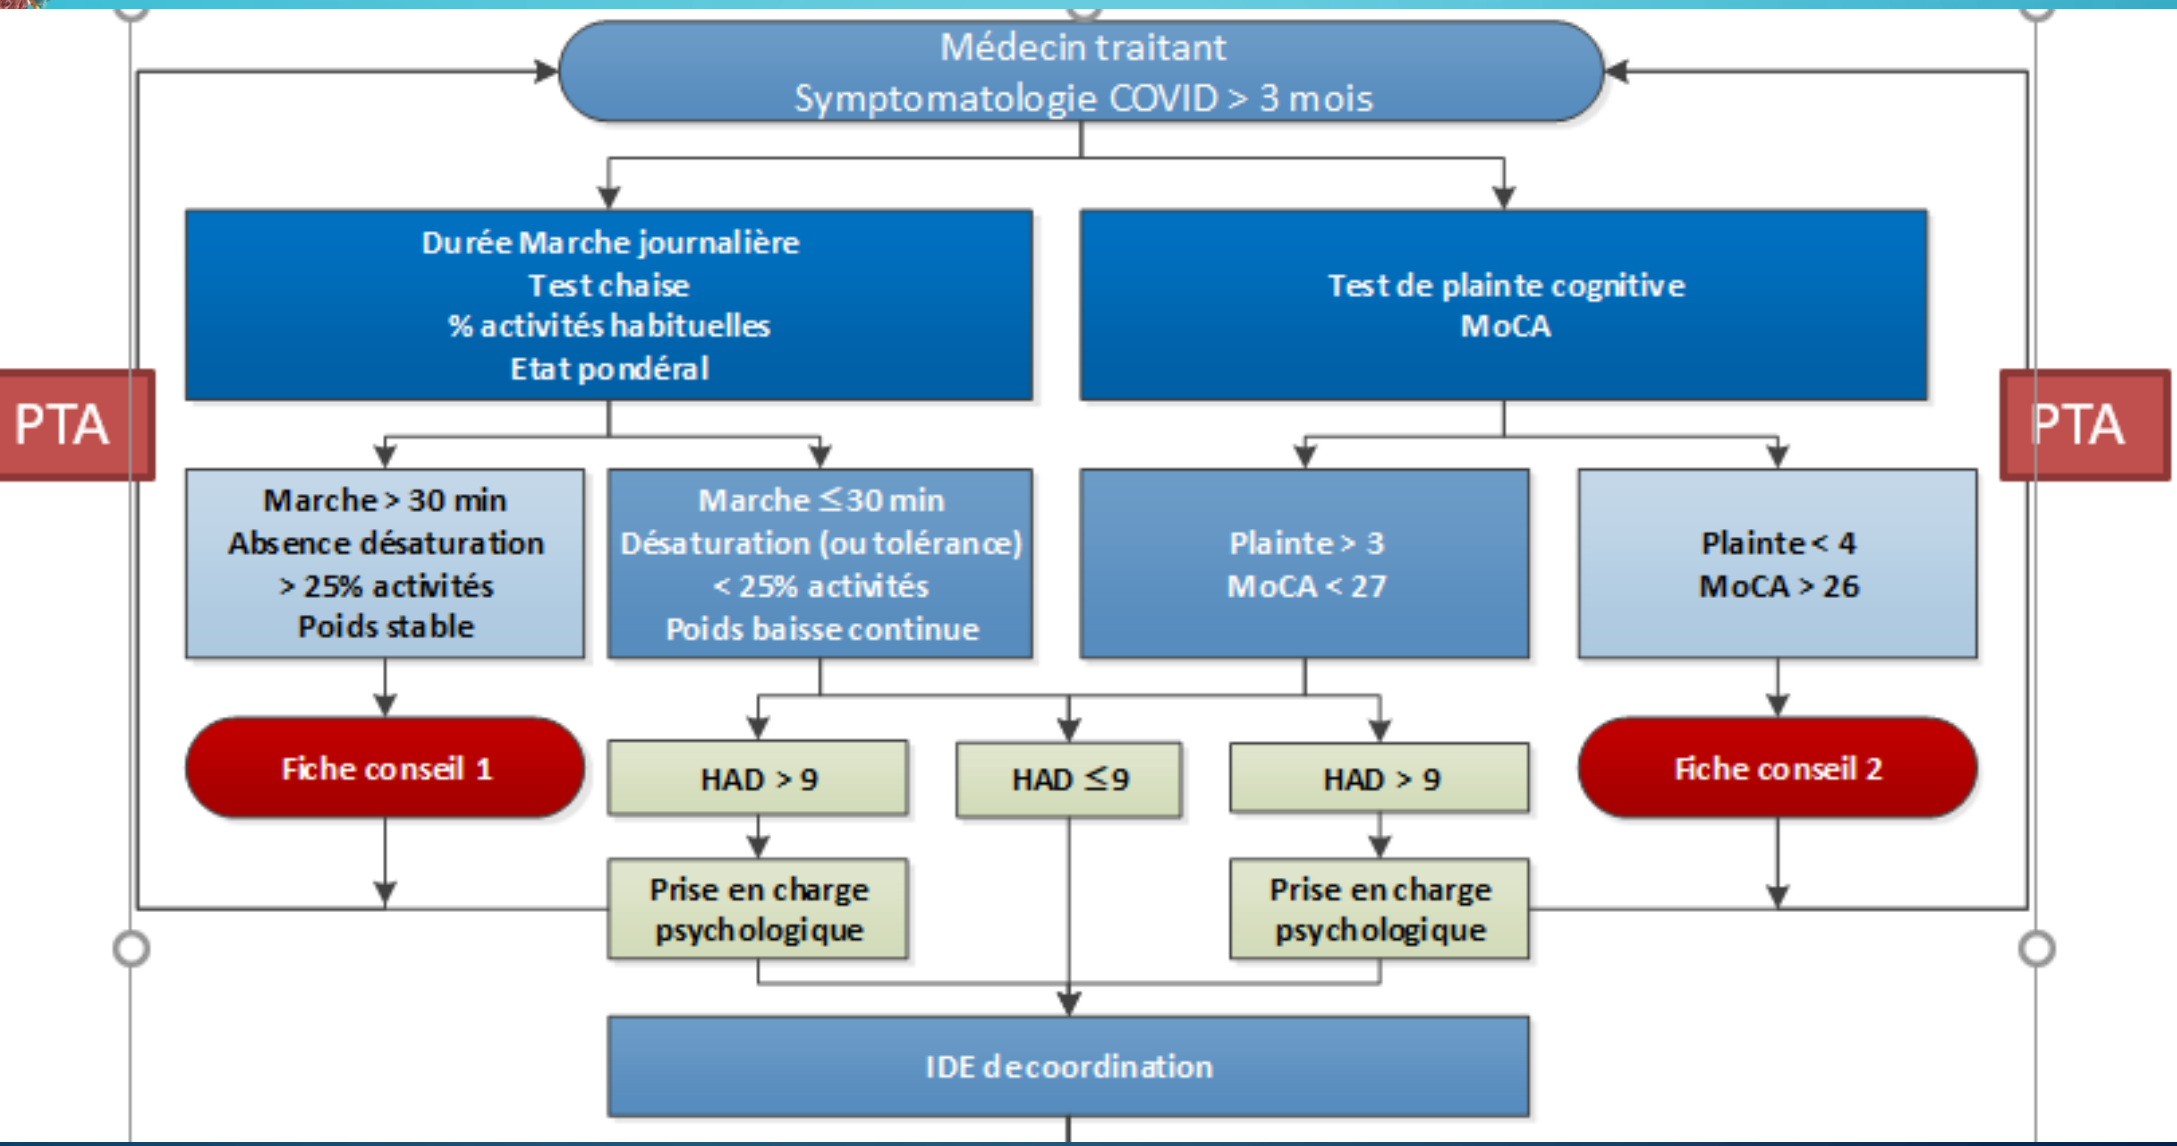 Médecin traitant
Symptomatologie COVID > 3 mois
Durée Marche journalière
Test chaise
% activités habituelles
Etat pondéral
Test de plainte cognitive
MoCA
PTA
PTA
Marche > 30 min
Absence désaturation
> 25% activités
Poids stable
Marche ≤30 min
Désaturation (ou tolérance)
< 25% activités
Poids baisse continue
Plainte > 3
MoCA < 27
Plainte < 4
MoCA > 26
Fiche conseil 1
HAD > 9
HAD ≤9
HAD > 9
Fiche conseil 2
Prise en charge
psychologique
Prise en charge
psychologique
IDE de coordination